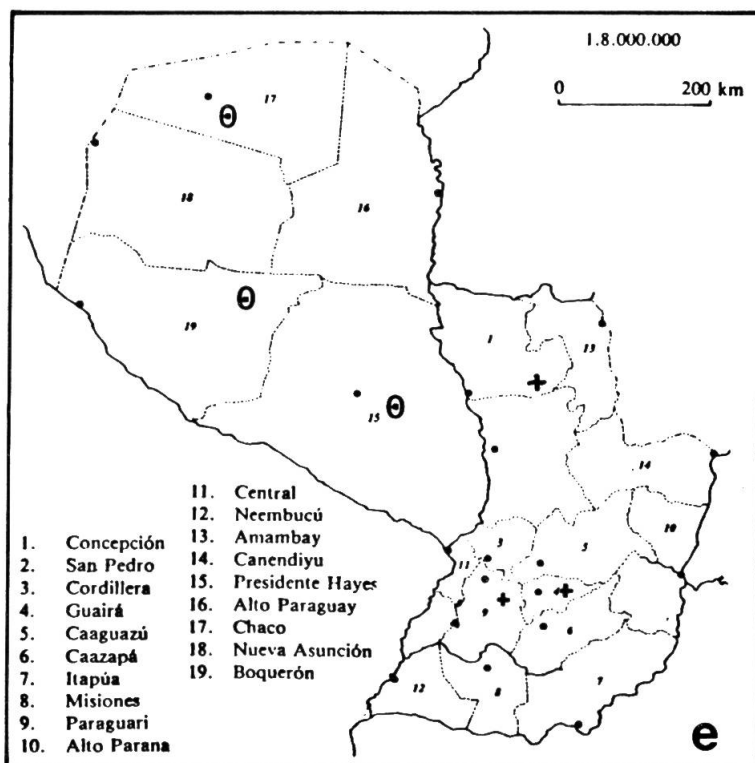 1.8.000.000
0 200 km
17
18
16
19
1
13
15
14
3
5
10
11
4
9
6
12
8
7
1. Concepción
2. San Pedro
3. Cordillera
4. Guairá
5. Caaguazú
6. Caazapá
7. Itapúa
8. Misiones
9. Paraguari
10. Alto Parana
11. Central
12. Neembucú
13. Amambay
14. Canendiyu
15. Presidente Hayes
16. Alto Paraguay
17. Chaco
18. Nueva Asunción
19. Boquerón
e